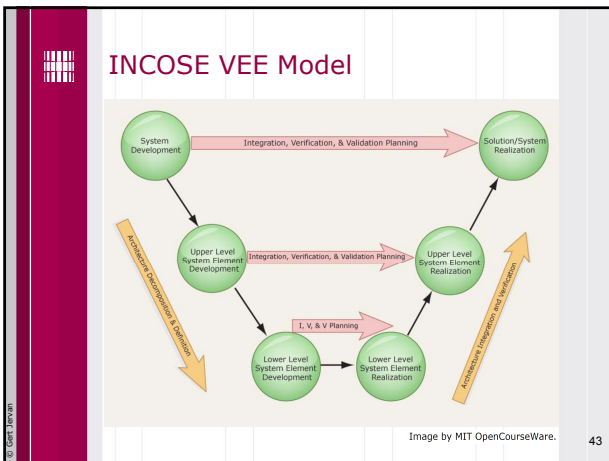 INCOSE VEE Model
System
Development
Integration, Verification, & Validation Planning
Solution/System
Realization
Upper Level
System Element
Development
Integration, Verification, & Validation Planning
Upper Level
System Element
Realization
Architecture Decomposition & Definition
Architecture Integration and Verification
I, V, & V Planning
Lower Level
System Element
Development
Lower Level
System Element
Realization
Image by MIT OpenCourseWare.
43
© Gert Jervan